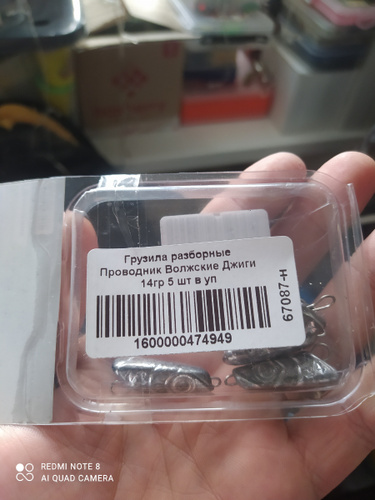 Грузила разборные
Проводник Волжские Джиги
14гр 5 шт в уп
67087-н
1600000474949
REDMI NOTE 8
AI QUAD CAMERA